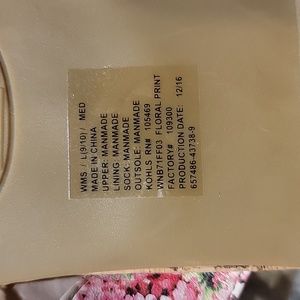 WMS / L(9/10) / MED
MADE IN CHINA
UPPER: MANMADE
LINING: MANMADE
SOCK: MANMADE
OUTSOLE: MANMADE
KOHLS RN# 105469
WNB71FF03 FLORAL PRINT
FACTORY# 109300
PRODUCTION DATE: 12/16
657486-43738-9